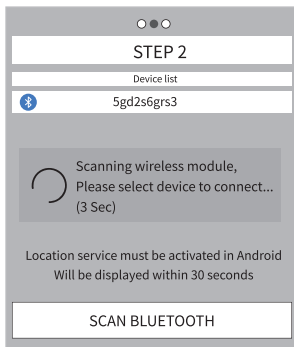 STEP 2
Device list
5gd2s6grs3
Scanning wireless module,
Please select device to connect...
(3 Sec)
Location service must be activated in Android
Will be displayed within 30 seconds
SCAN BLUETOOTH